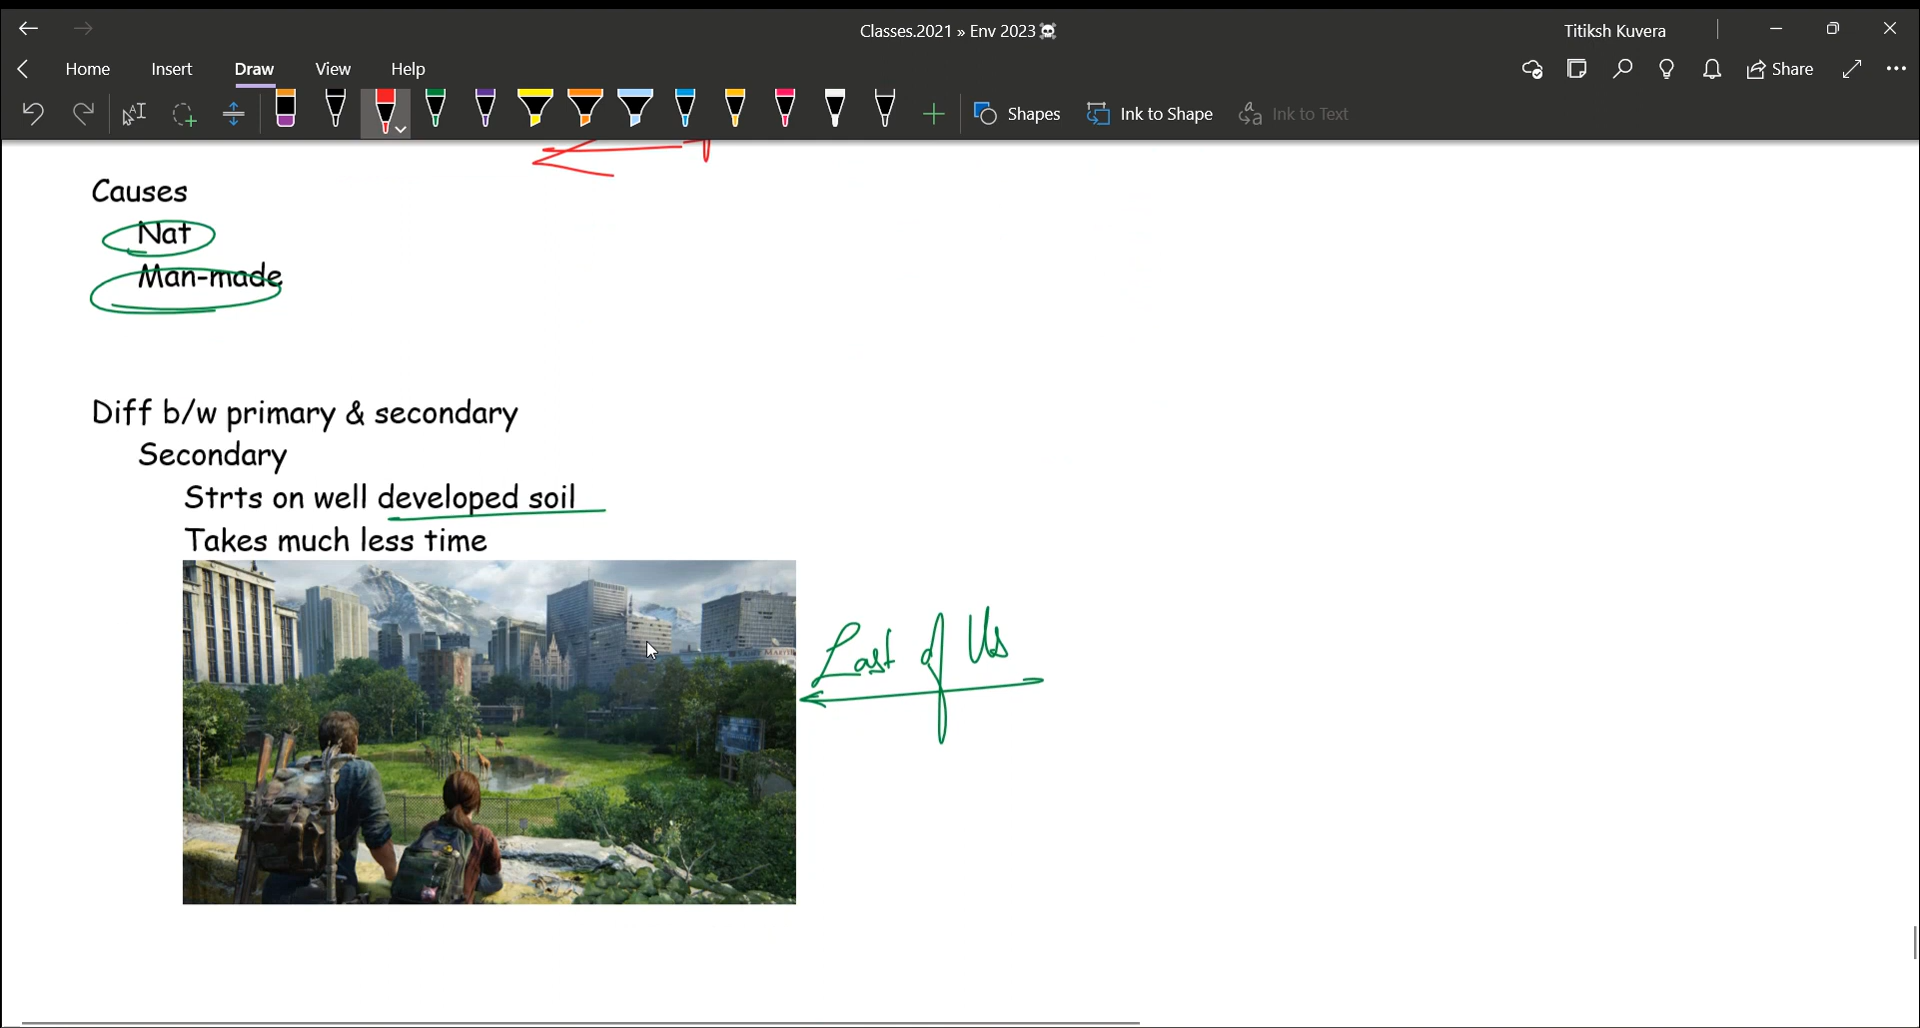 Classes.2021 » Env 2023☠
Titiksh Kuvera
Home Insert Draw View Help
Share
Shapes Ink to Shape Ink to Text
Causes
Nat
Man-made
Diff b/w primary & secondary
Secondary
Strts on well developed soil
Takes much less time
Last of Us